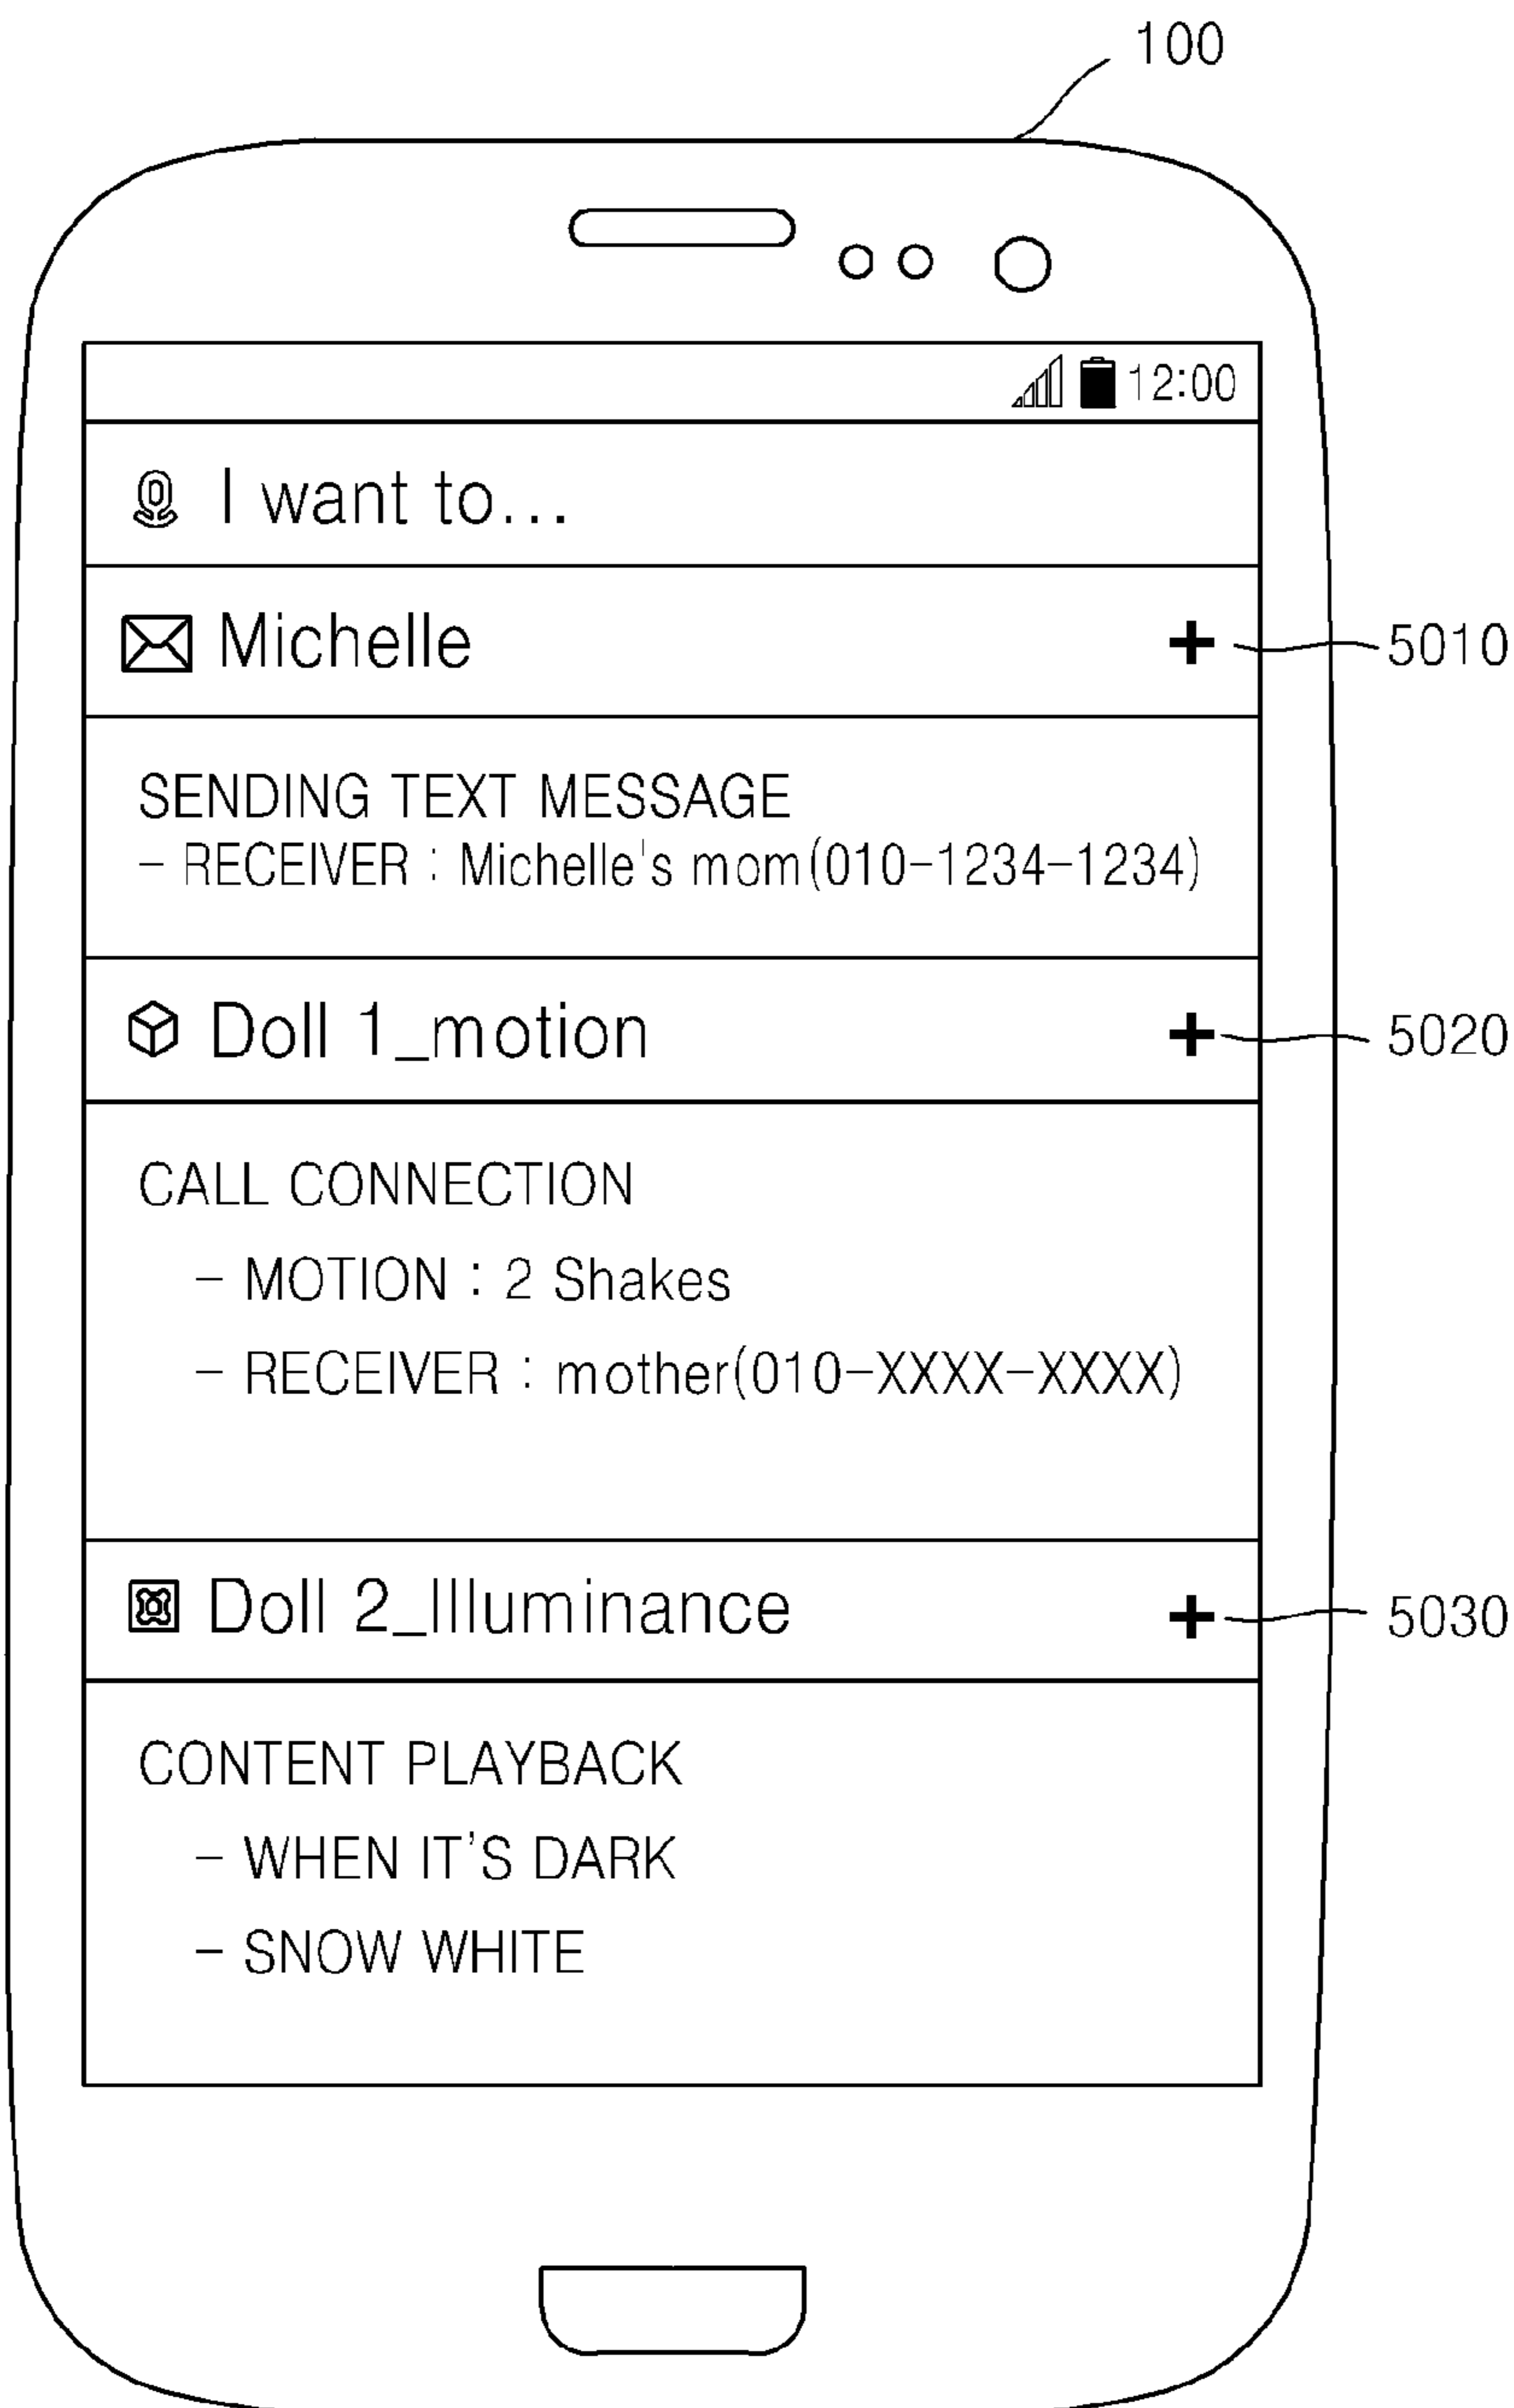 100
12:00
I want to...
Michelle
+ 5010
SENDING TEXT MESSAGE
- RECEIVER : Michelle's mom(010-1234-1234)
Doll 1_motion
+ 5020
CALL CONNECTION
- MOTION : 2 Shakes
- RECEIVER : mother(010-XXXX-XXXX)
Doll 2_Illuminance
+ 5030
CONTENT PLAYBACK
- WHEN IT'S DARK
- SNOW WHITE